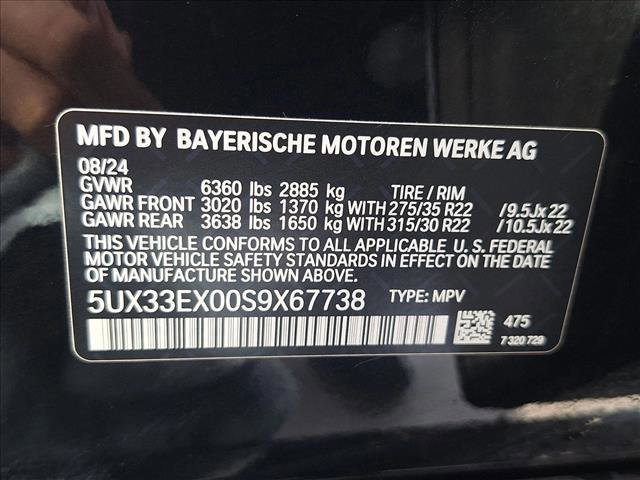 MFD BY BAYERISCHE MOTOREN WERKE AG
08/24
GVWR 6360 lbs 2885 kg TIRE / RIM
GAWR FRONT 3020 lbs 1370 kg WITH 275/35 R22 /9.5Jx22
GAWR REAR 3638 lbs 1650 kg WITH 315/30 R22 /10.5Jx22
THIS VEHICLE CONFORMS TO ALL APPLICABLE U. S. FEDERAL
MOTOR VEHICLE SAFETY STANDARDS IN EFFECT ON THE DATE
OF MANUFACTURE SHOWN ABOVE.
5UX33EX00S9X67738 TYPE: MPV
475
7 320 729